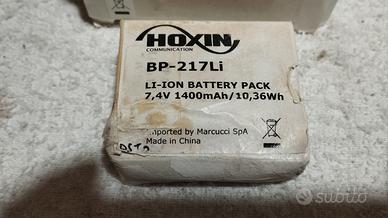 HOXIN
COMMUNICATION
BP-217Li
LI-ION BATTERY PACK
7,4V 1400mAh/10,36Wh
Imported by Marcucci SpA
Made in China
subito